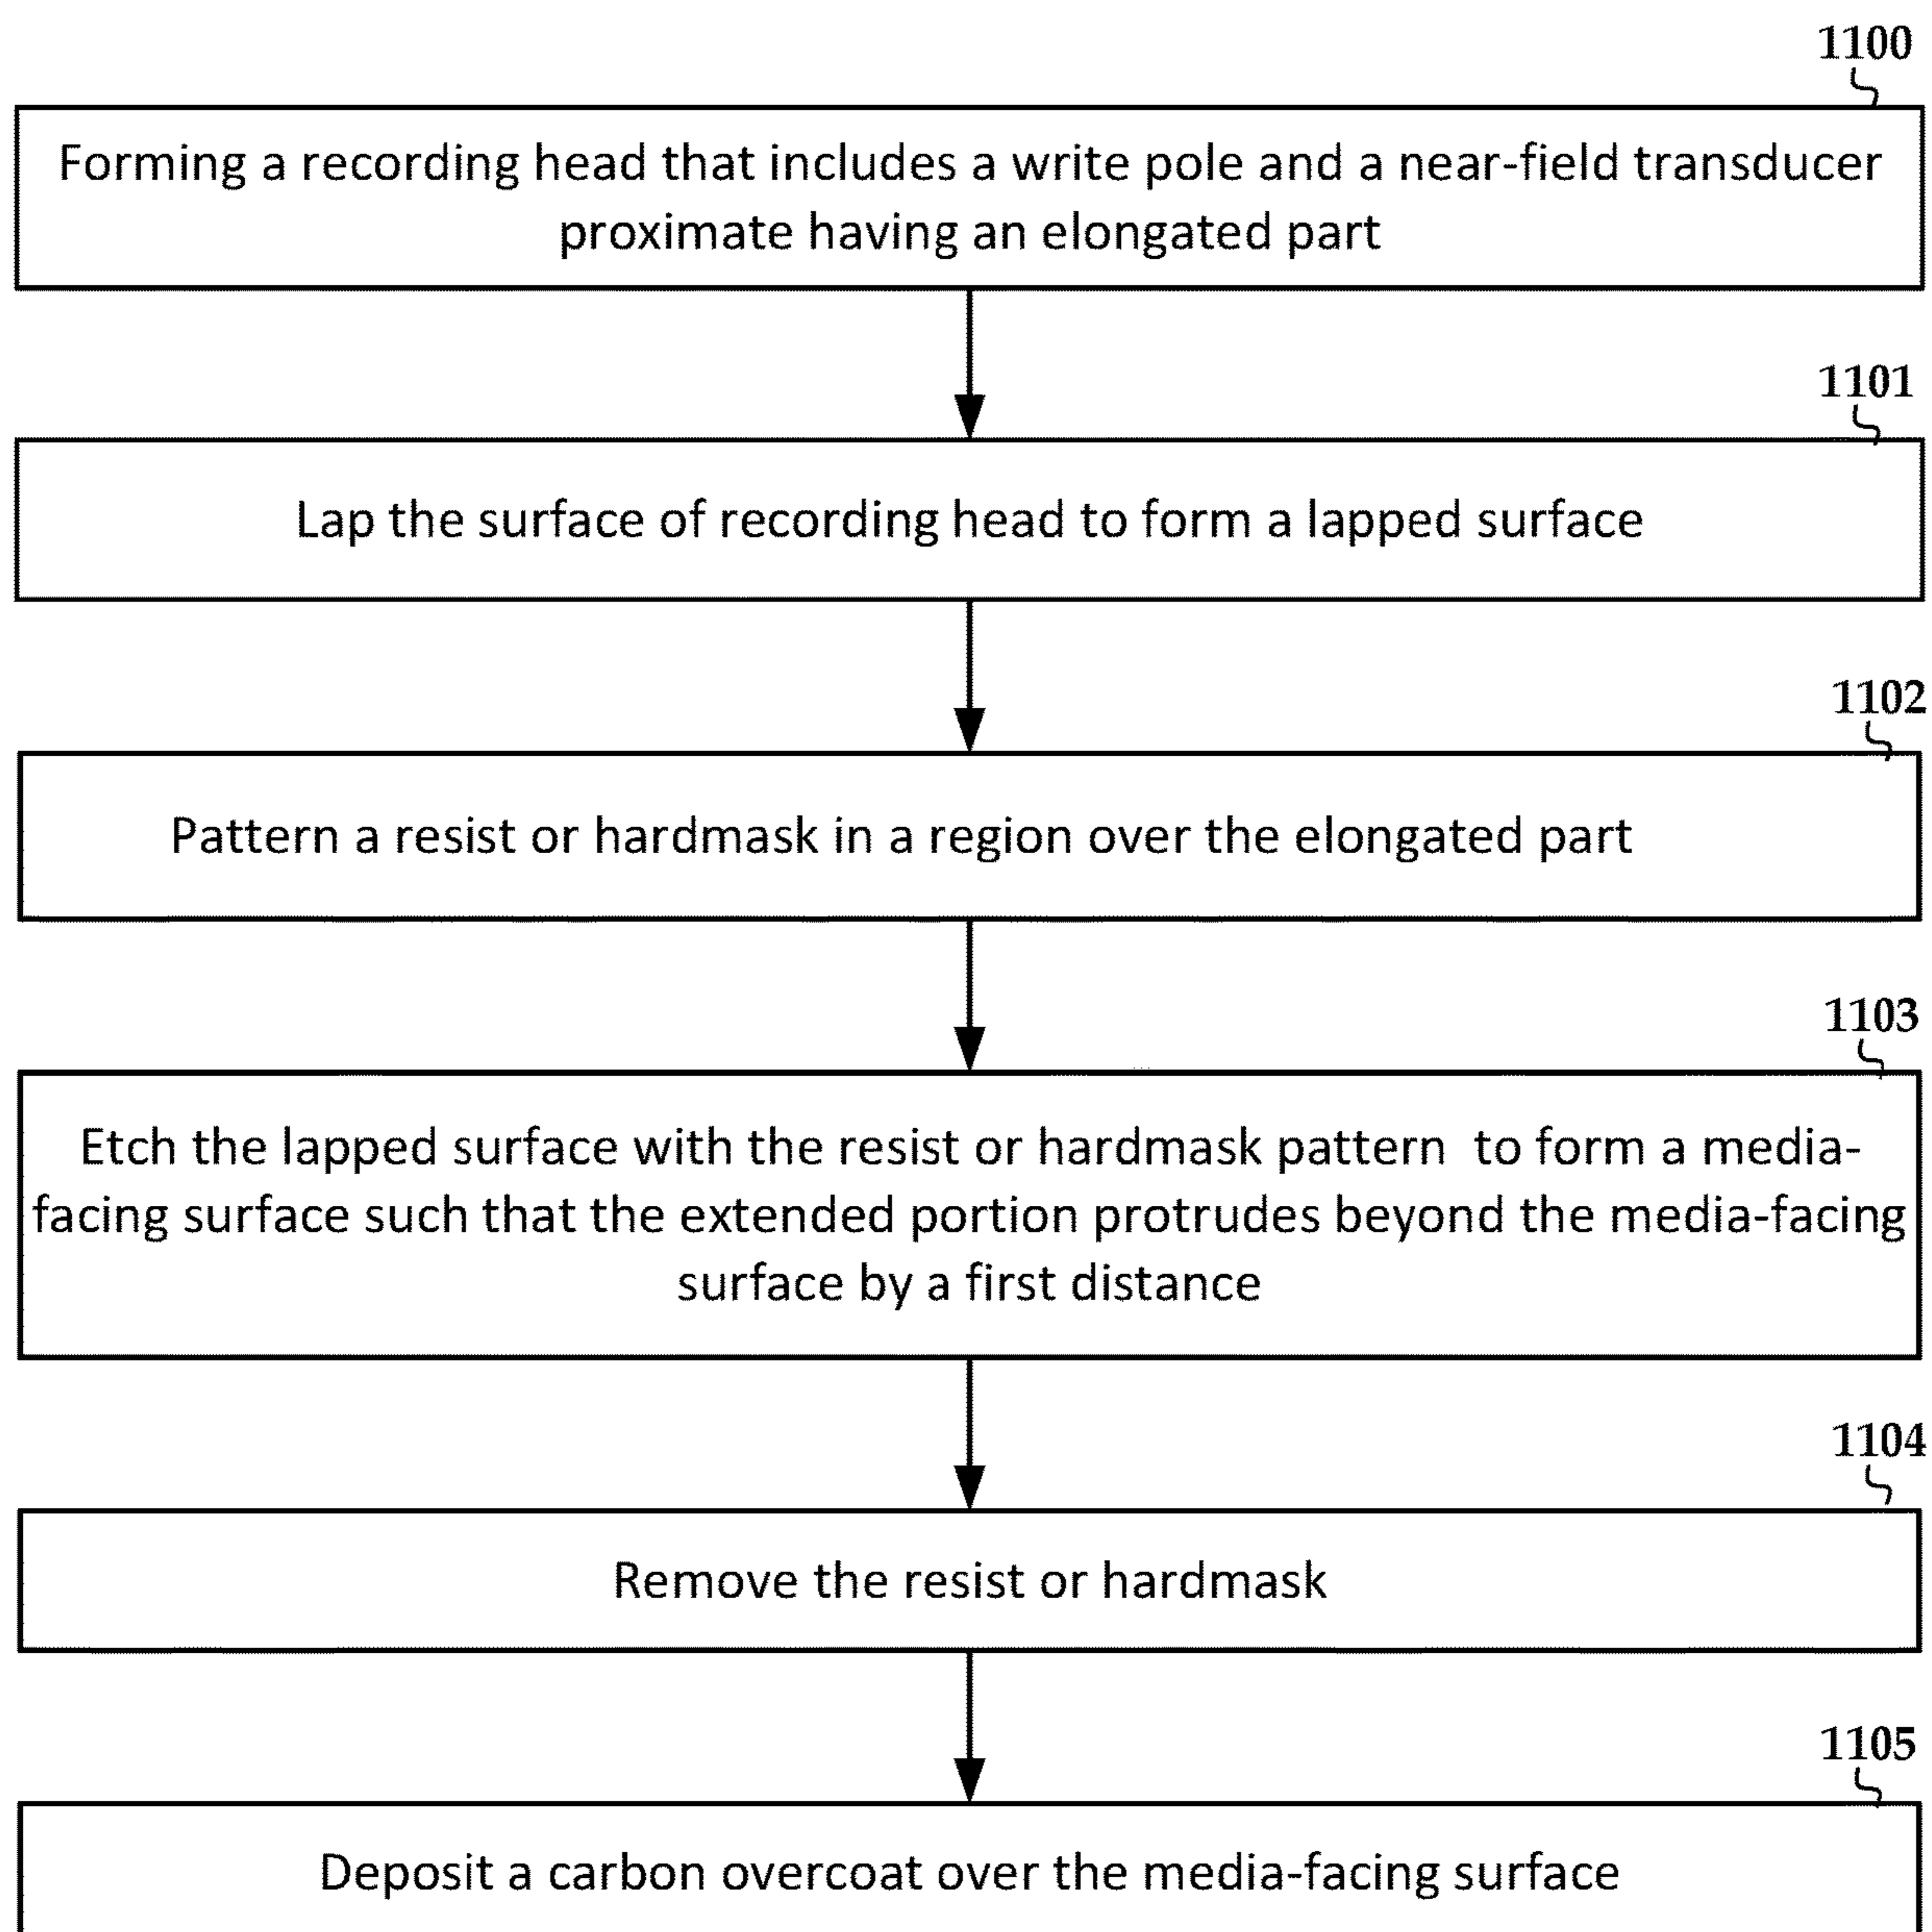 1100
Forming a recording head that includes a write pole and a near-field transducer
proximate having an elongated part
1101
Lap the surface of recording head to form a lapped surface
1102
Pattern a resist or hardmask in a region over the elongated part
1103
Etch the lapped surface with the resist or hardmask pattern  to form a media-
facing surface such that the extended portion protrudes beyond the media-facing
surface by a first distance
1104
Remove the resist or hardmask
1105
Deposit a carbon overcoat over the media-facing surface